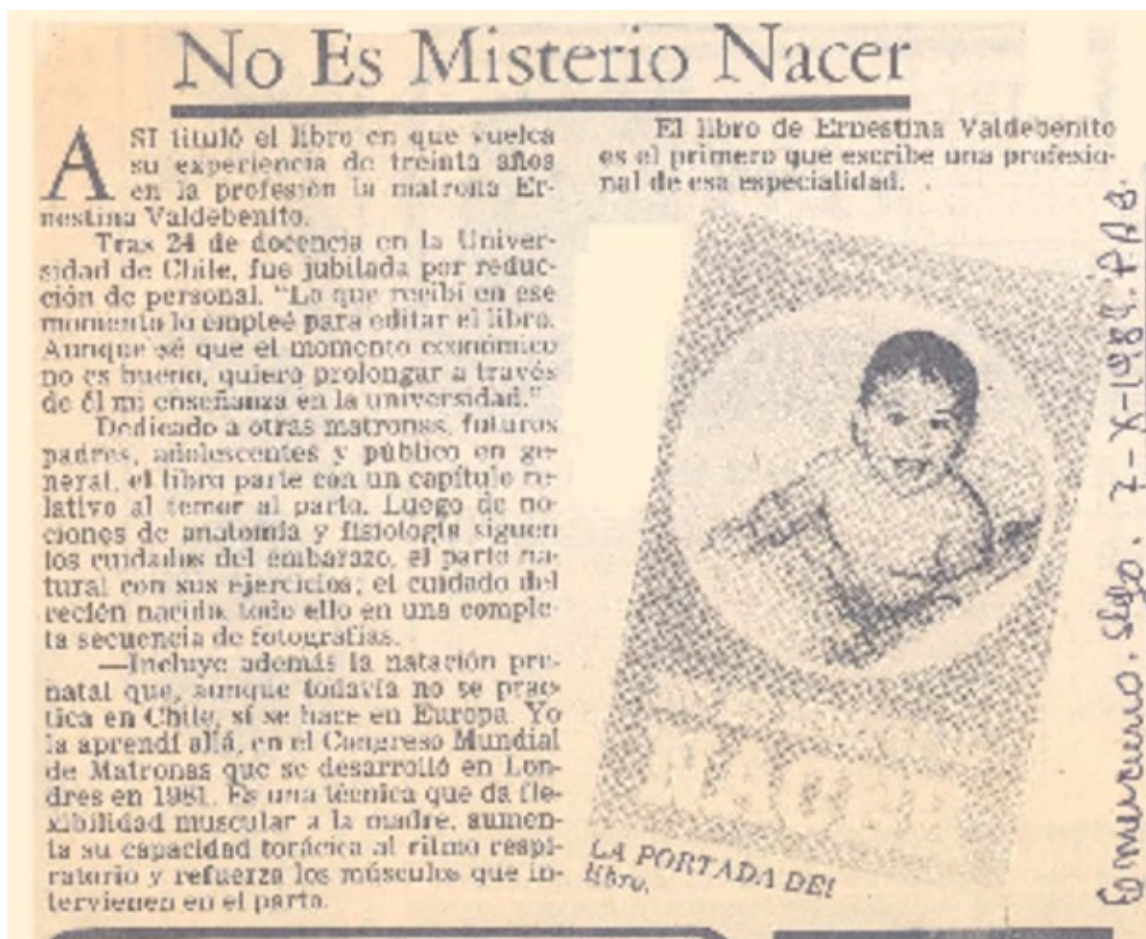 No Es Misterio Nacer
A SI tituló el libro en que vuelca
su experiencia de treinta años
en la profesión la matrona Er-
nestina Valdebenito.
Tras 24 de docencia en la Univer-
sidad de Chile, fue jubilada por reduc-
ción de personal. “Lo que recibí en ese
momento lo empleé para editar el libro.
Aunque sé que el momento económico
no es bueno, quiero prolongar a través
de él mi enseñanza en la universidad.”
Dedicado a otras matronas, futuros
padres, adolescentes y público en ge-
neral, el libro parte con un capítulo re-
lativo al temor al parto. Luego de no-
ciones de anatomía y fisiología siguen
los cuidados del embarazo, el parto na-
tural con sus ejercicios; el cuidado del
recién nacido, todo ello en una comple-
ta secuencia de fotografías.
—Incluye además la natación pre-
natal que, aunque todavía no se prac-
tica en Chile, sí se hace en Europa. Yo
la aprendí allá, en el Congreso Mundial
de Matronas que se desarrolló en Lon-
dres en 1981. Es una técnica que da fle-
xibilidad muscular a la madre, aumen-
ta su capacidad torácica al ritmo respi-
ratorio y refuerza los músculos que in-
tervienen en el parto.
El libro de Ernestina Valdebenito
es el primero que escribe una profesio-
nal de esa especialidad.
NACER
LA PORTADA DEl
libro.
7-X-198